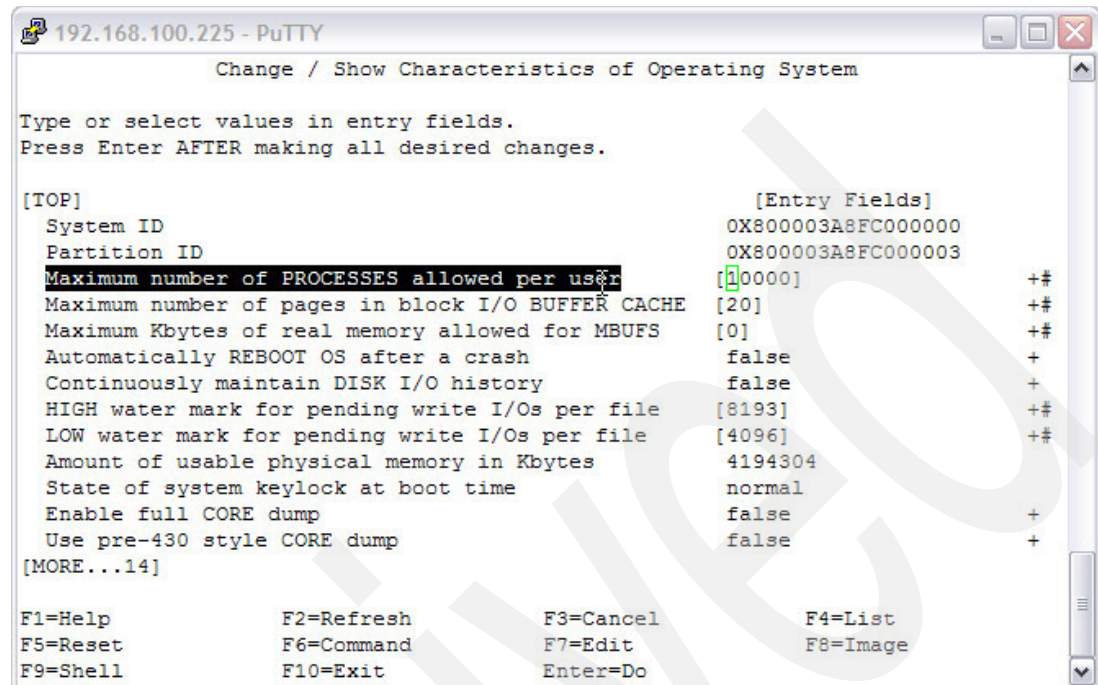 192.168.100.225 - PuTTY
Change / Show Characteristics of Operating System
Type or select values in entry fields.
Press Enter AFTER making all desired changes.
[TOP] [Entry Fields]
System ID 0X800003A8FC000000
Partition ID 0X800003A8FC000003
Maximum number of PROCESSES allowed per user [10000] +#
Maximum number of pages in block I/O BUFFER CACHE [20] +#
Maximum Kbytes of real memory allowed for MBUFS [0] +#
Automatically REBOOT OS after a crash false +
Continuously maintain DISK I/O history false +
HIGH water mark for pending write I/Os per file [8193] +#
LOW water mark for pending write I/Os per file [4096] +#
Amount of usable physical memory in Kbytes 4194304
State of system keylock at boot time normal
Enable full CORE dump false +
Use pre-430 style CORE dump false +
[MORE...14]
F1=Help F2=Refresh F3=Cancel F4=List
F5=Reset F6=Command F7=Edit F8=Image
F9=Shell F10=Exit Enter=Do